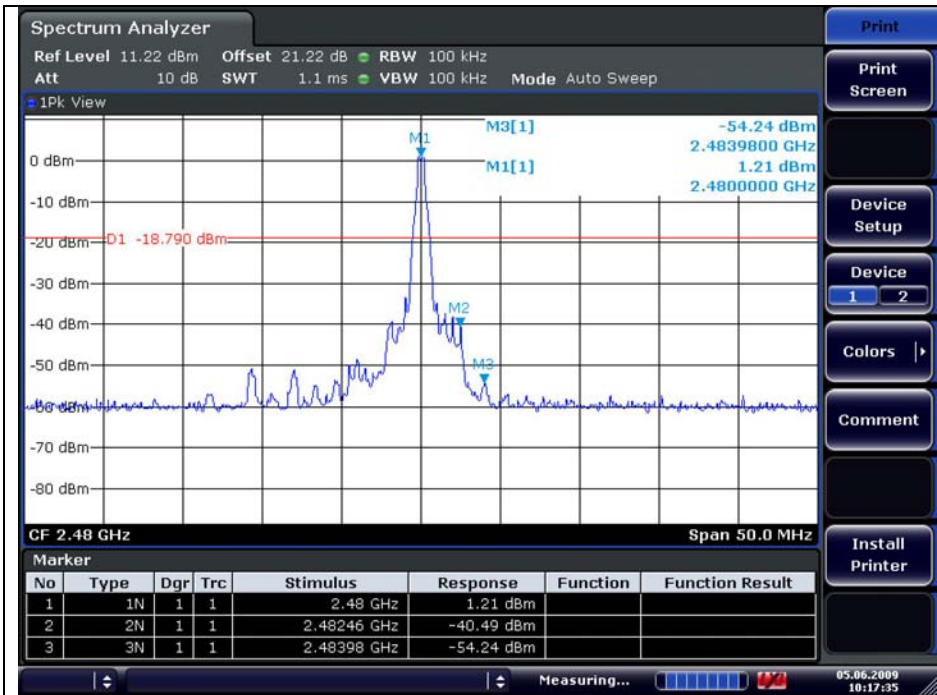 Spectrum Analyzer
Ref Level 11.22 dBm Offset 21.22 dB RBW 100 kHz
Att 10 dB SWT 1.1 ms VBW 100 kHz Mode Auto Sweep
1Pk View
M3[1] -54.24 dBm
2.4839800 GHz
M1[1] 1.21 dBm
2.4800000 GHz
M1
0 dBm
-10 dBm
-20 dBm
D1 -18.790 dBm
-30 dBm
M2
-40 dBm
-50 dBm
M3
-60 dBm
-70 dBm
-80 dBm
CF 2.48 GHz Span 50.0 MHz
Marker
No Type Dgr Trc Stimulus Response Function Function Result
1 1N 1 1 2.48 GHz 1.21 dBm
2 2N 1 1 2.48246 GHz -40.49 dBm
3 3N 1 1 2.48398 GHz -54.24 dBm
Measuring...
05.06.2009
10:17:35
Print
Print
Screen
Device
Setup
Device
1 2
Colors
Comment
Install
Printer